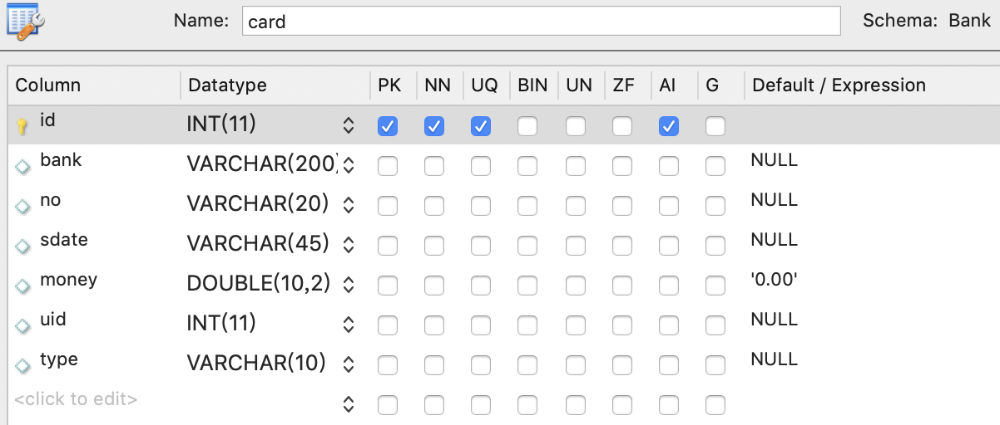 Name: card Schema: Bank
Column Datatype PK NN UQ BIN UN ZF AI G Default / Expression
id INT(11)
bank VARCHAR(200) NULL
no VARCHAR(20) NULL
sdate VARCHAR(45) NULL
money DOUBLE(10,2) '0.00'
uid INT(11) NULL
type VARCHAR(10) NULL
<click to edit>